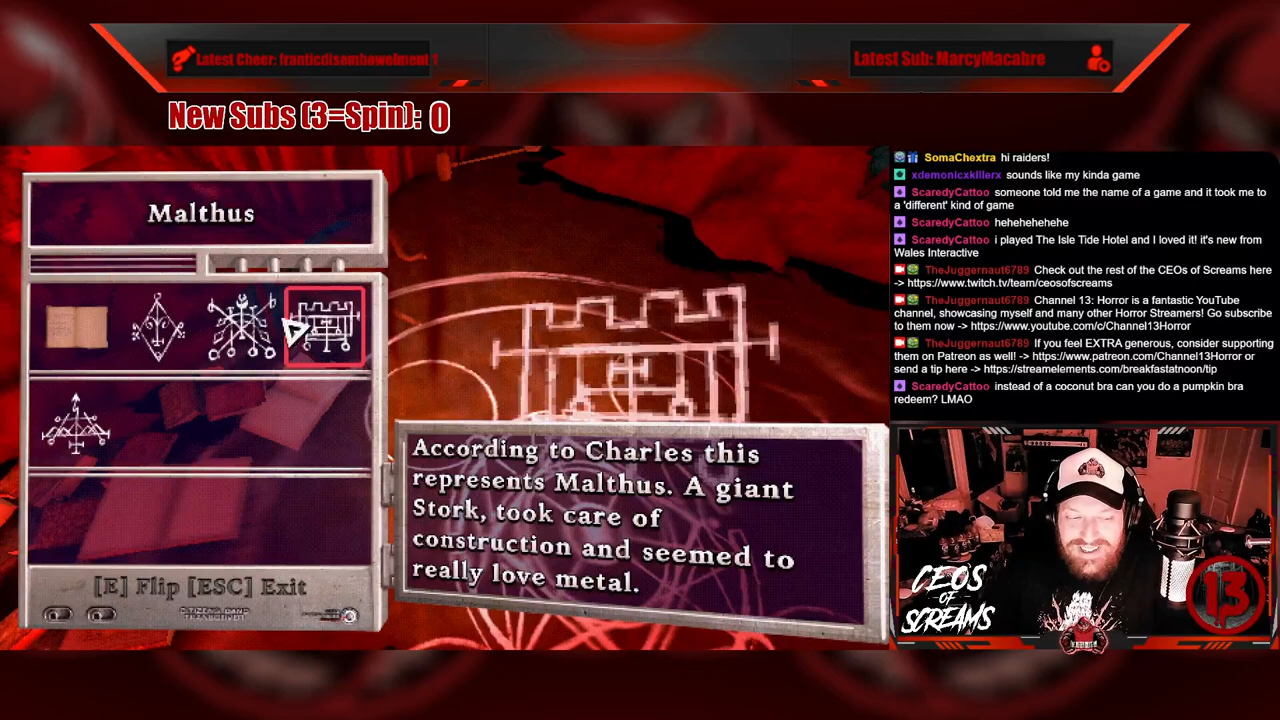 Latest Cheer: franticdisembowelment 1
Latest Sub: MarcyMacabre
New Subs (3=Spin): 0
Malthus
[E] Flip [ESC] Exit
According to Charles this
represents Malthus. A giant
Stork, took care of
construction and seemed to
really love metal.
SomaChextra hi raiders!
xdemonicxkillerx sounds like my kinda game
ScaredyCattoo someone told me the name of a game and it took me to
a 'different' kind of game
ScaredyCattoo hehehehehehe
ScaredyCattoo i played The Isle Tide Hotel and I loved it! it's new from
Wales Interactive
TheJuggernaut6789 Check out the rest of the CEOs of Screams here
-> https://www.twitch.tv/team/ceosofscreams
TheJuggernaut6789 Channel 13: Horror is a fantastic YouTube
channel, showcasing myself and many other Horror Streamers! Go subscribe
to them now -> https://www.youtube.com/c/Channel13Horror
TheJuggernaut6789 If you feel EXTRA generous, consider supporting
them on Patreon as well! -> https://www.patreon.com/Channel13Horror or
send a tip here -> https://streamelements.com/breakfastatnoon/tip
ScaredyCattoo instead of a coconut bra can you do a pumpkin bra
redeem? LMAO
CEOS
OF
SCREAMS
13